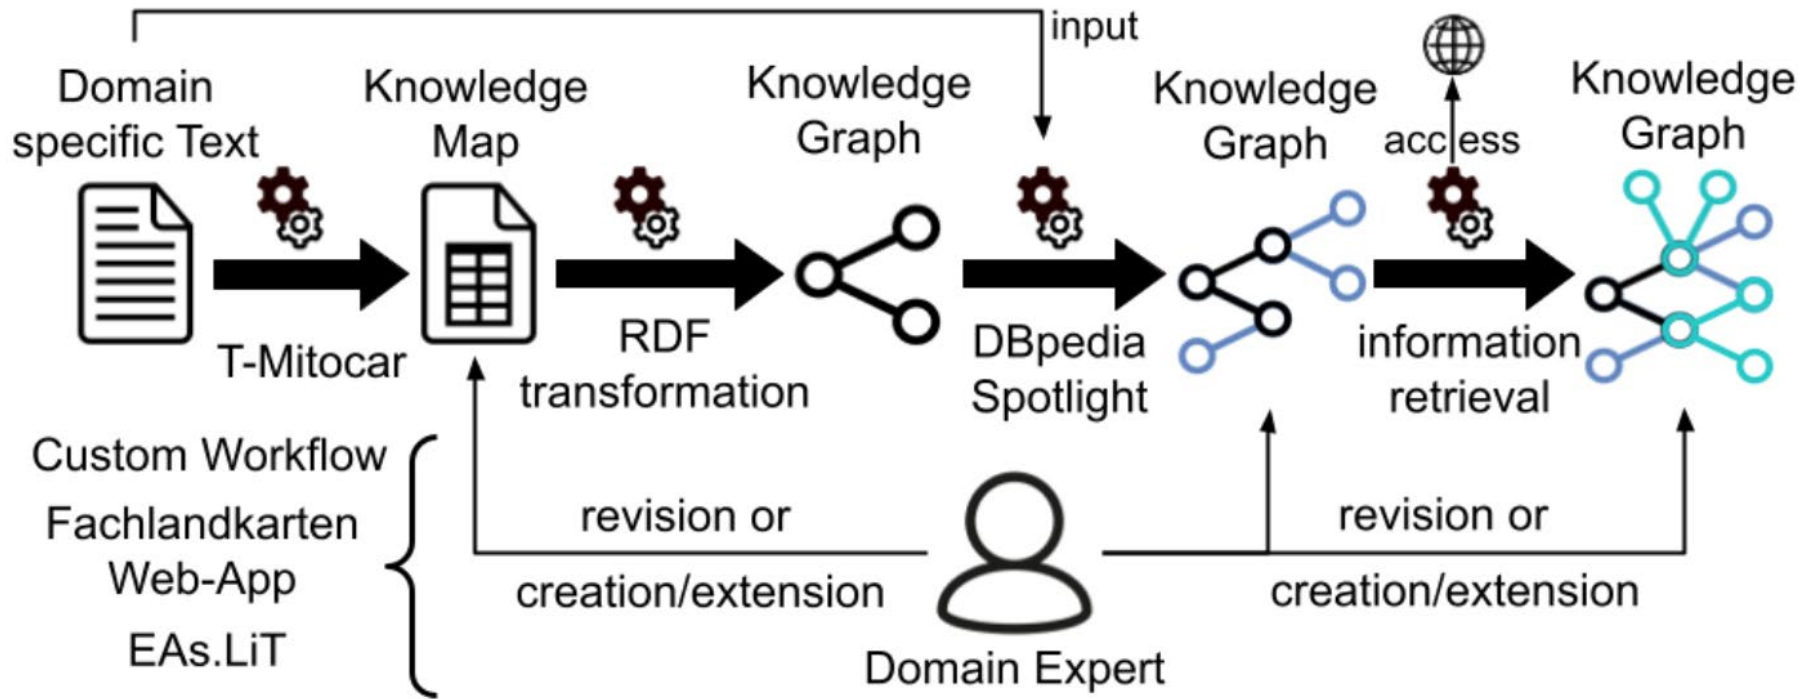 input
Domain
specific Text
Knowledge
Map
Knowledge
Graph
Knowledge
Graph
access
Knowledge
Graph
T-Mitocar
RDF
transformation
DBpedia
Spotlight
information
retrieval
Custom Workflow
Fachlandkarten
Web-App
EAs.LiT
revision or
creation/extension
Domain Expert
revision or
creation/extension